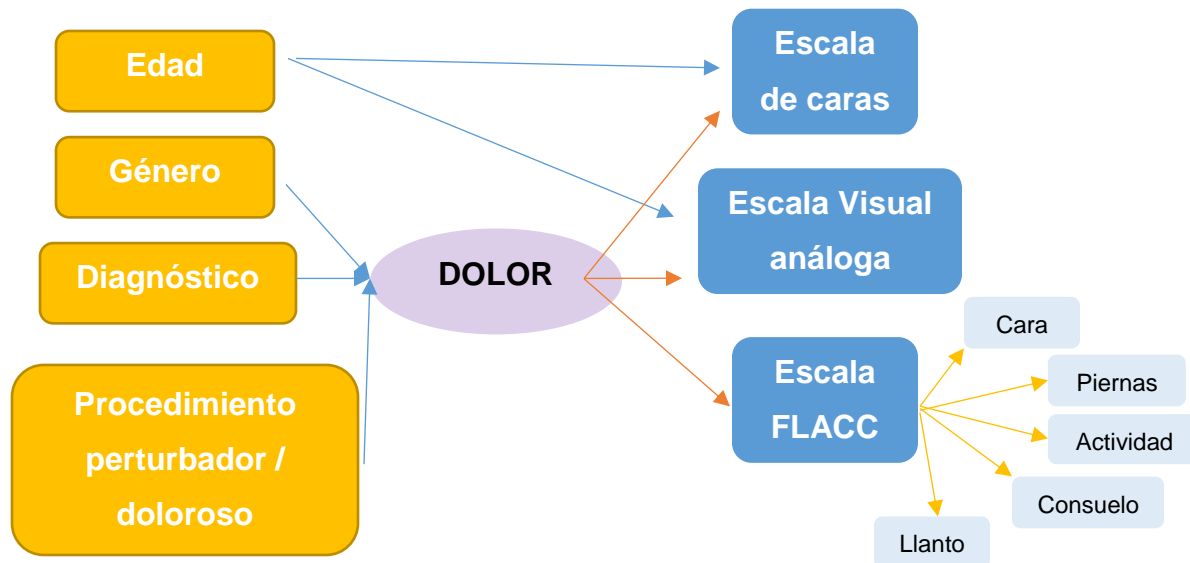 Edad
Género
Diagnóstico
Procedimiento
perturbador /
doloroso
DOLOR
Escala
de caras
Escala Visual
análoga
Escala
FLACC
Cara
Piernas
Actividad
Consuelo
Llanto